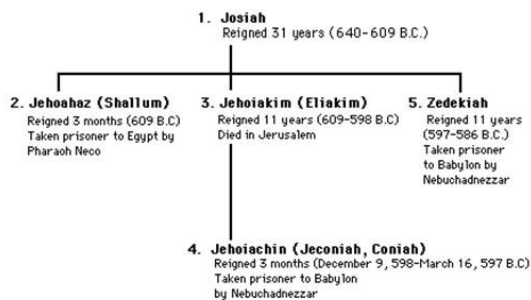 1. Josiah
Reigned 31 years (640-609 B.C.)
2. Jehoahaz (Shallum)
Reigned 3 months (609 B.C)
Taken prisoner to Egypt by
Pharaoh Neco
3. Jehoiakim (Eliakim)
Reigned 11 years (609-598 B.C)
Died in Jerusalem
5. Zedekiah
Reigned 11 years
(597-586 B.C.)
Taken prisoner
to Babylon by
Nebuchadnezzar
4. Jehoiachin (Jeconiah, Coniah)
Reigned 3 months (December 9, 598-March 16, 597 B.C)
Taken prisoner to Babylon
by Nebuchadnezzar